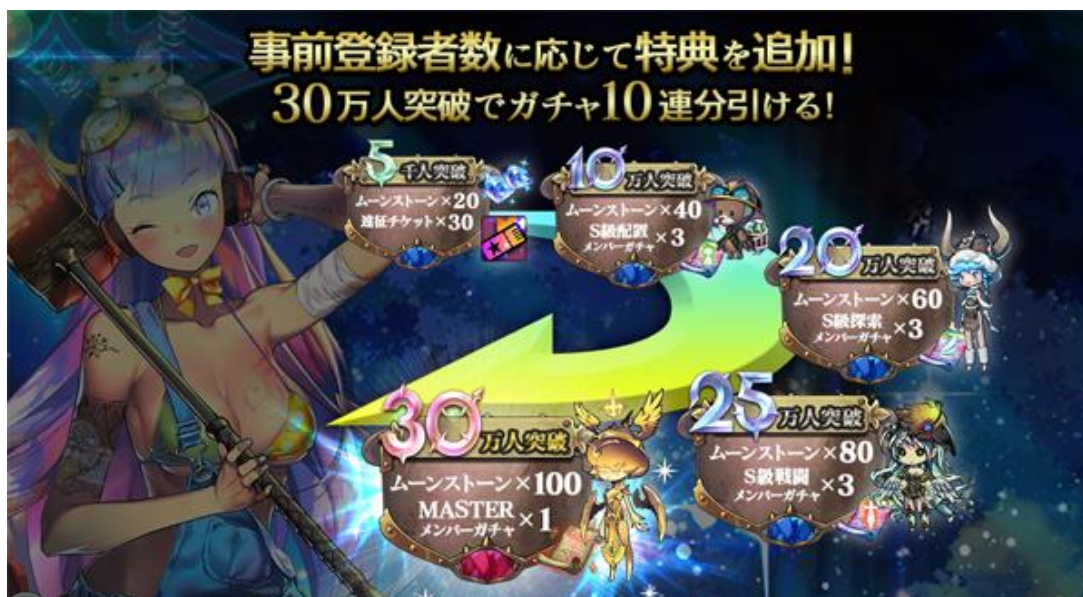 事前登録者数に応じて特典を追加!
30万人突破でガチャ10連分引ける!
5千人突破
ムーンストーン×20
遠征チケット×30
10万人突破
ムーンストーン×40
S級配置
メンバーガチャ×3
20万人突破
ムーンストーン×60
S級探索
メンバーガチャ×3
25万人突破
ムーンストーン×80
S級戦闘
メンバーガチャ×3
30万人突破
ムーンストーン×100
MASTER
メンバーガチャ×1